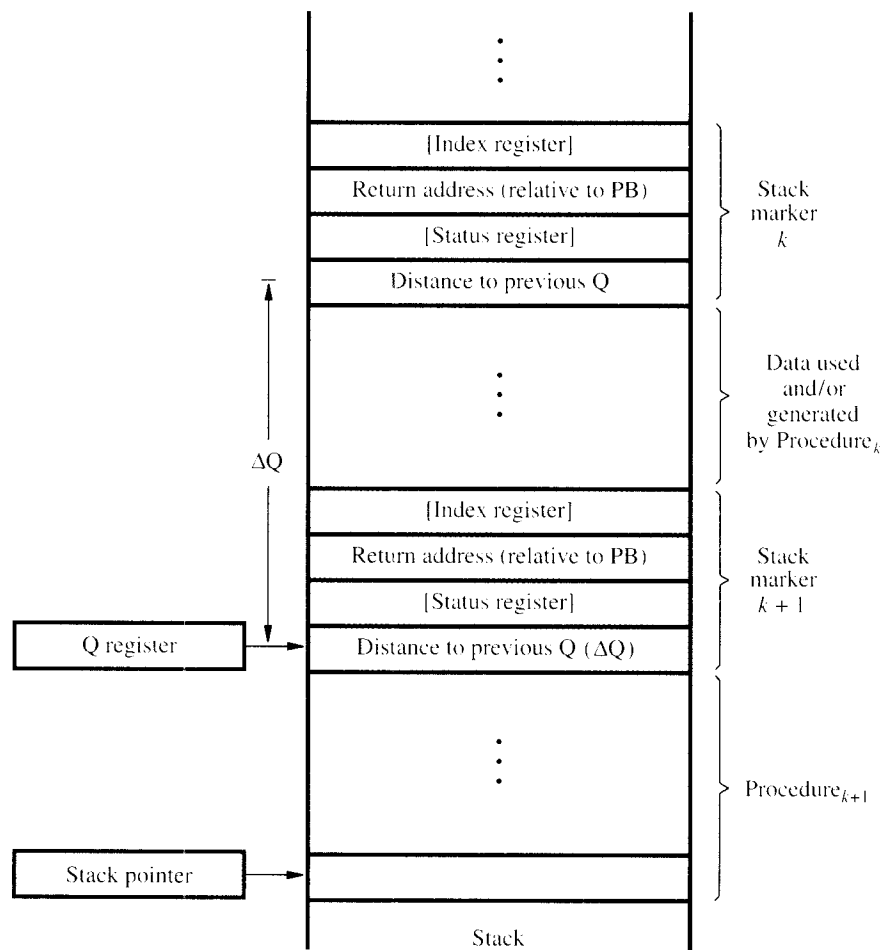 [Index register]
Return address (relative to PB)
[Status register]
Distance to previous Q
Stack
marker
k
Data used
and/or
generated
by Procedurek
ΔQ
[Index register]
Return address (relative to PB)
[Status register]
Distance to previous Q (ΔQ)
Stack
marker
k + 1
Q register
Procedurek+1
Stack pointer
Stack